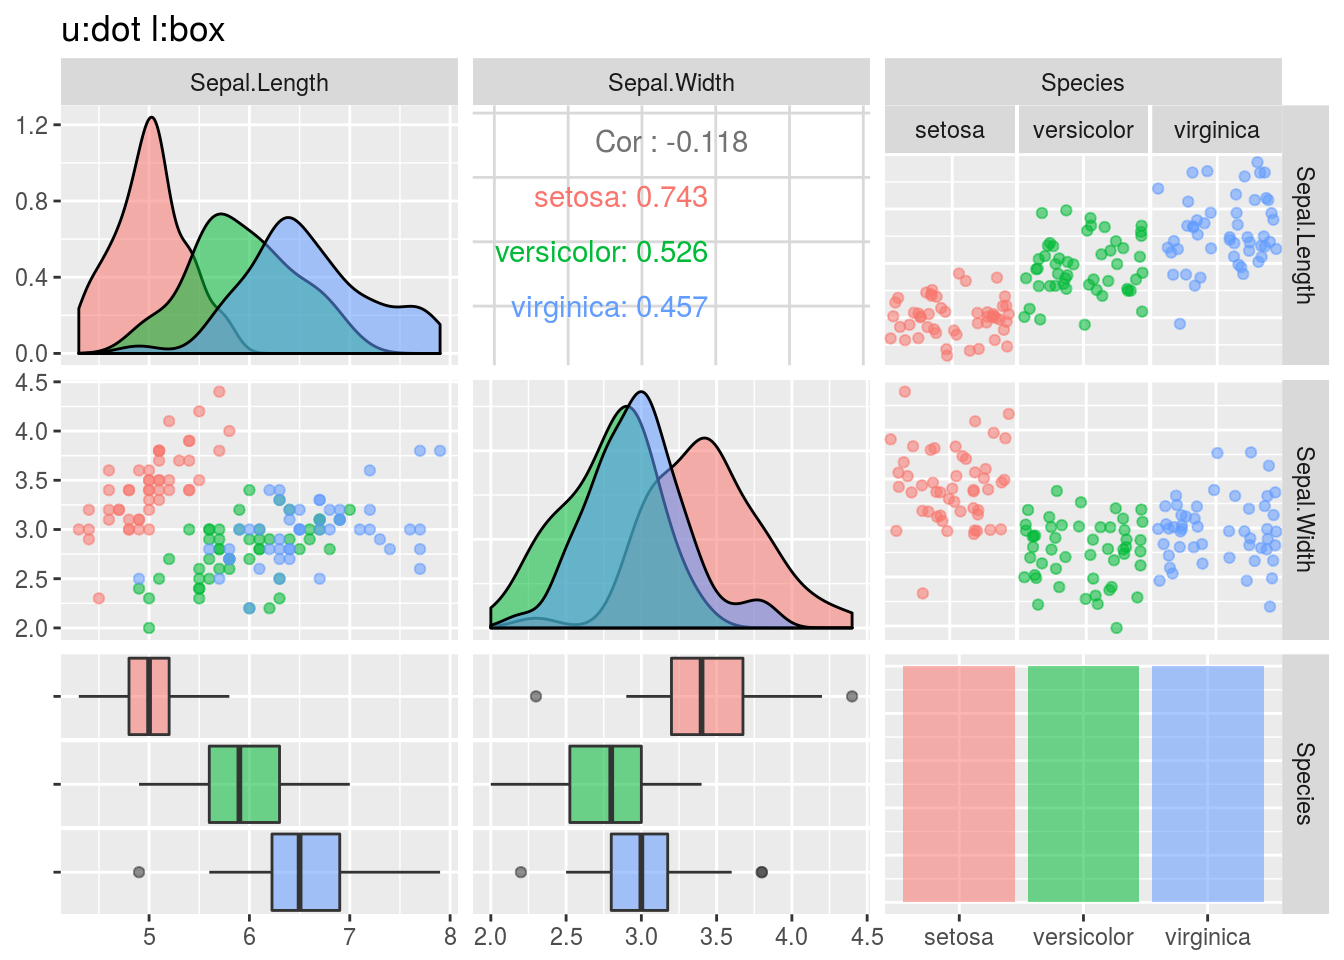 u:dot l:box
Sepal.Length
Sepal.Width
Species
setosa
versicolor
virginica
1.2
0.8
0.4
0.0
Cor : -0.118
setosa: 0.743
versicolor: 0.526
virginica: 0.457
Sepal.Length
4.5
4.0
3.5
3.0
2.5
2.0
Sepal.Width
Species
5
6
7
8
2.0
2.5
3.0
3.5
4.0
4.5
setosa
versicolor
virginica